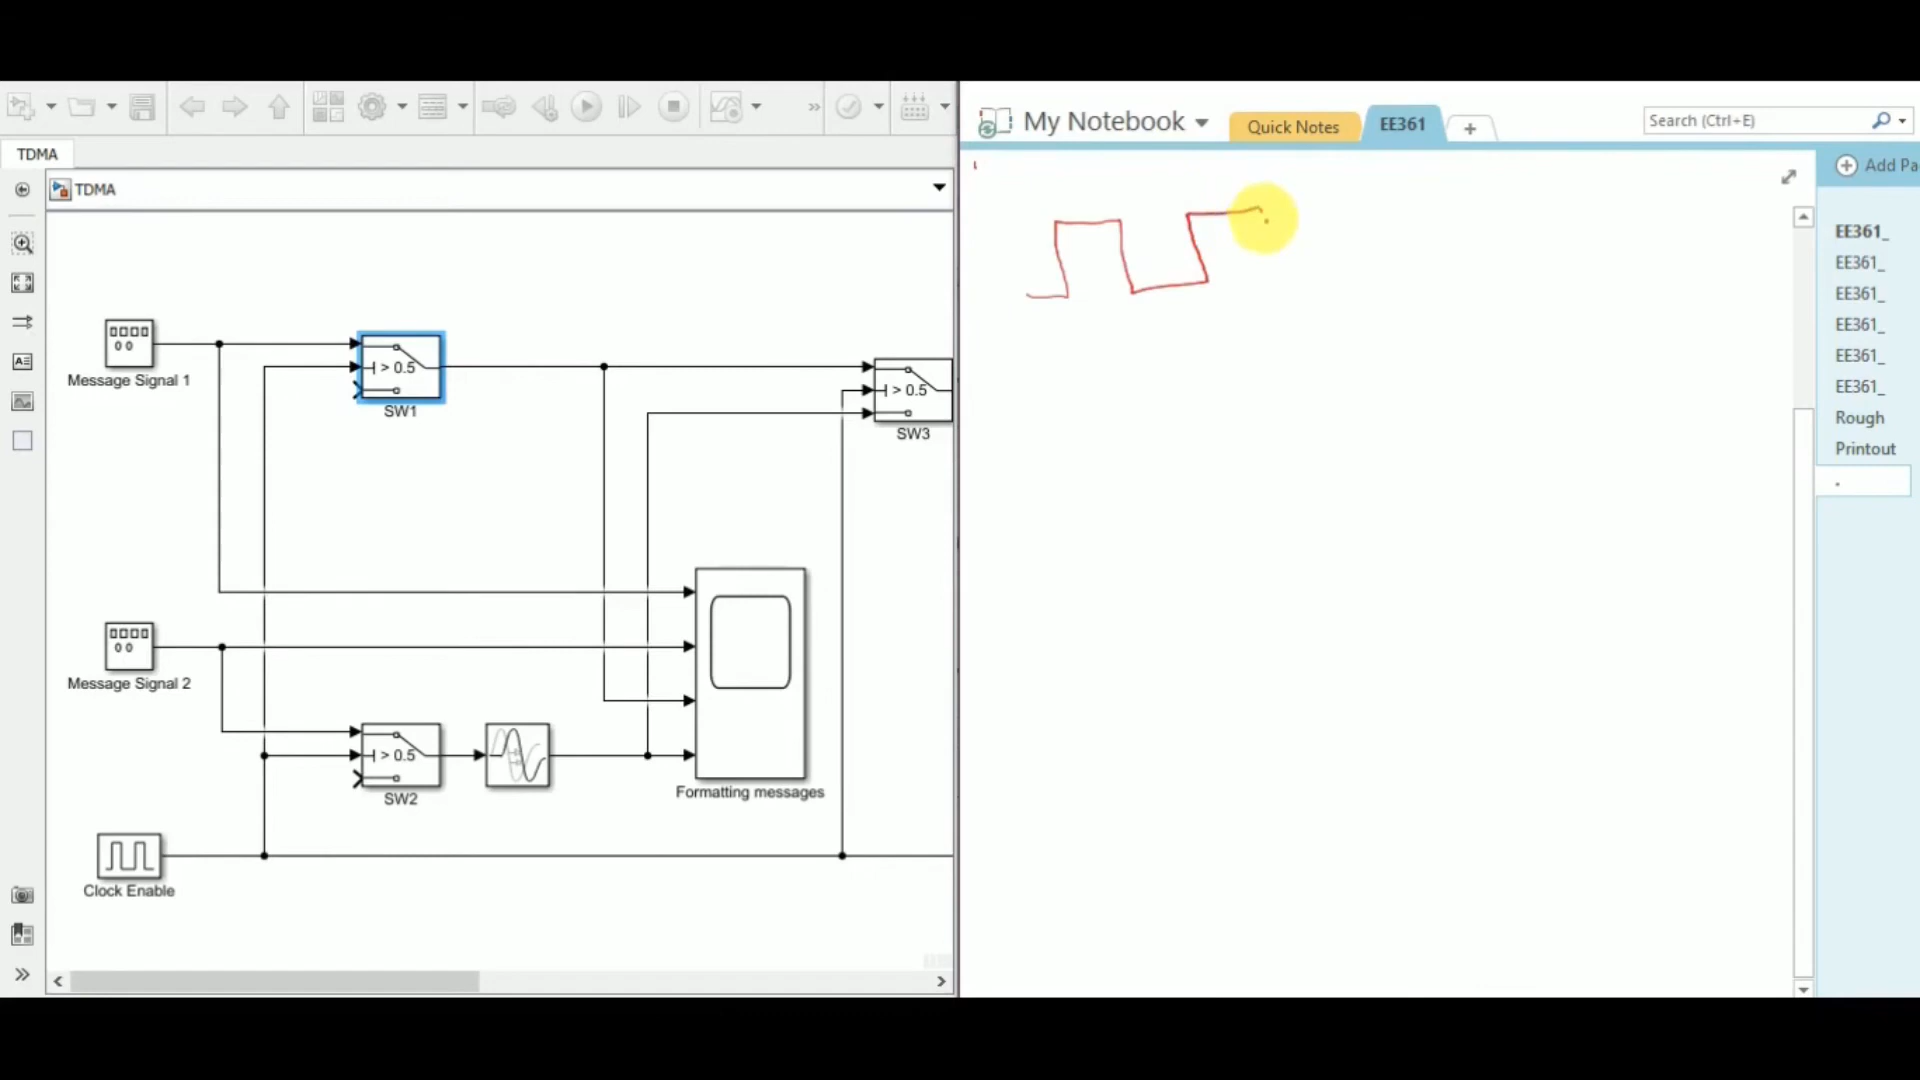 TDMA
TDMA
Message Signal 1
> 0.5
SW1
> 0.5
SW3
Message Signal 2
> 0.5
SW2
Formatting messages
Clock Enable
My Notebook
Quick Notes
EE361
Search (Ctrl+E)
Add Pa
EE361_
EE361_
EE361_
EE361_
EE361_
EE361_
Rough
Printout
.